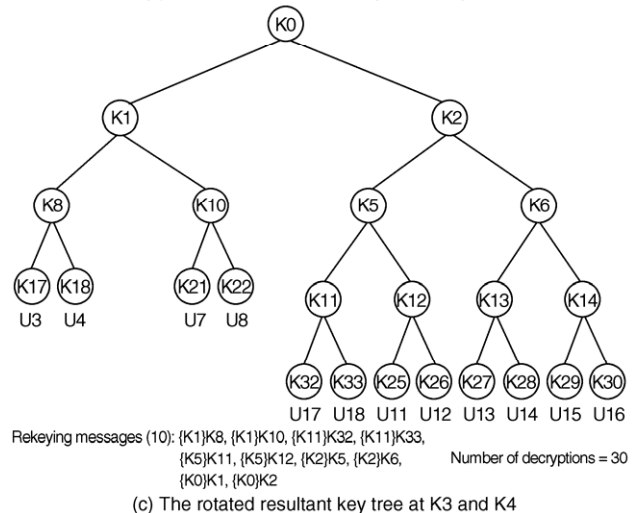 K0
K1 K2
K8 K10 K5 K6
K17 K18 K21 K22 K11 K12 K13 K14
U3 U4 U7 U8
K32 K33 K25 K26 K27 K28 K29 K30
U17 U18 U11 U12 U13 U14 U15 U16
Rekeying messages (10): {K1}K8, {K1}K10, {K11}K32, {K11}K33,
{K5}K11, {K5}K12, {K2}K5, {K2}K6, Number of decryptions = 30
{K0}K1, {K0}K2
(c) The rotated resultant key tree at K3 and K4